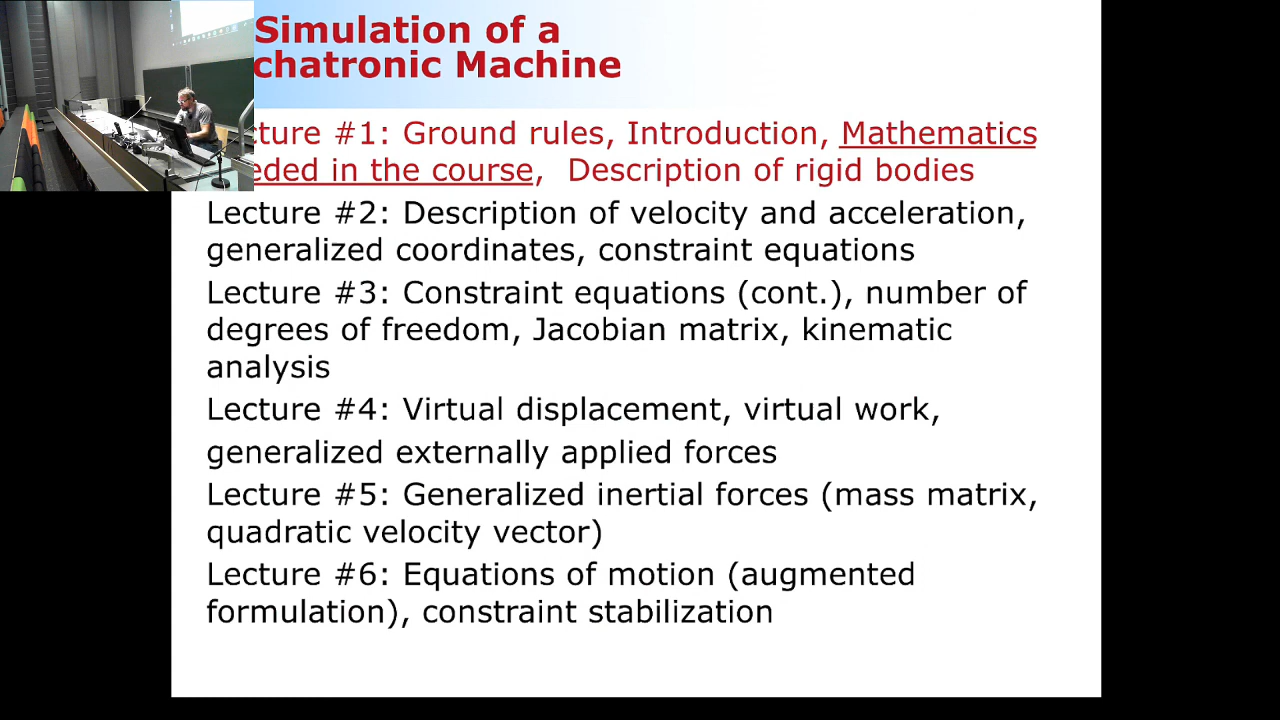 Simulation of a
chatronic Machine
cture #1: Ground rules, Introduction, Mathematics
eded in the course, Description of rigid bodies
Lecture #2: Description of velocity and acceleration,
generalized coordinates, constraint equations
Lecture #3: Constraint equations (cont.), number of
degrees of freedom, Jacobian matrix, kinematic
analysis
Lecture #4: Virtual displacement, virtual work,
generalized externally applied forces
Lecture #5: Generalized inertial forces (mass matrix,
quadratic velocity vector)
Lecture #6: Equations of motion (augmented
formulation), constraint stabilization